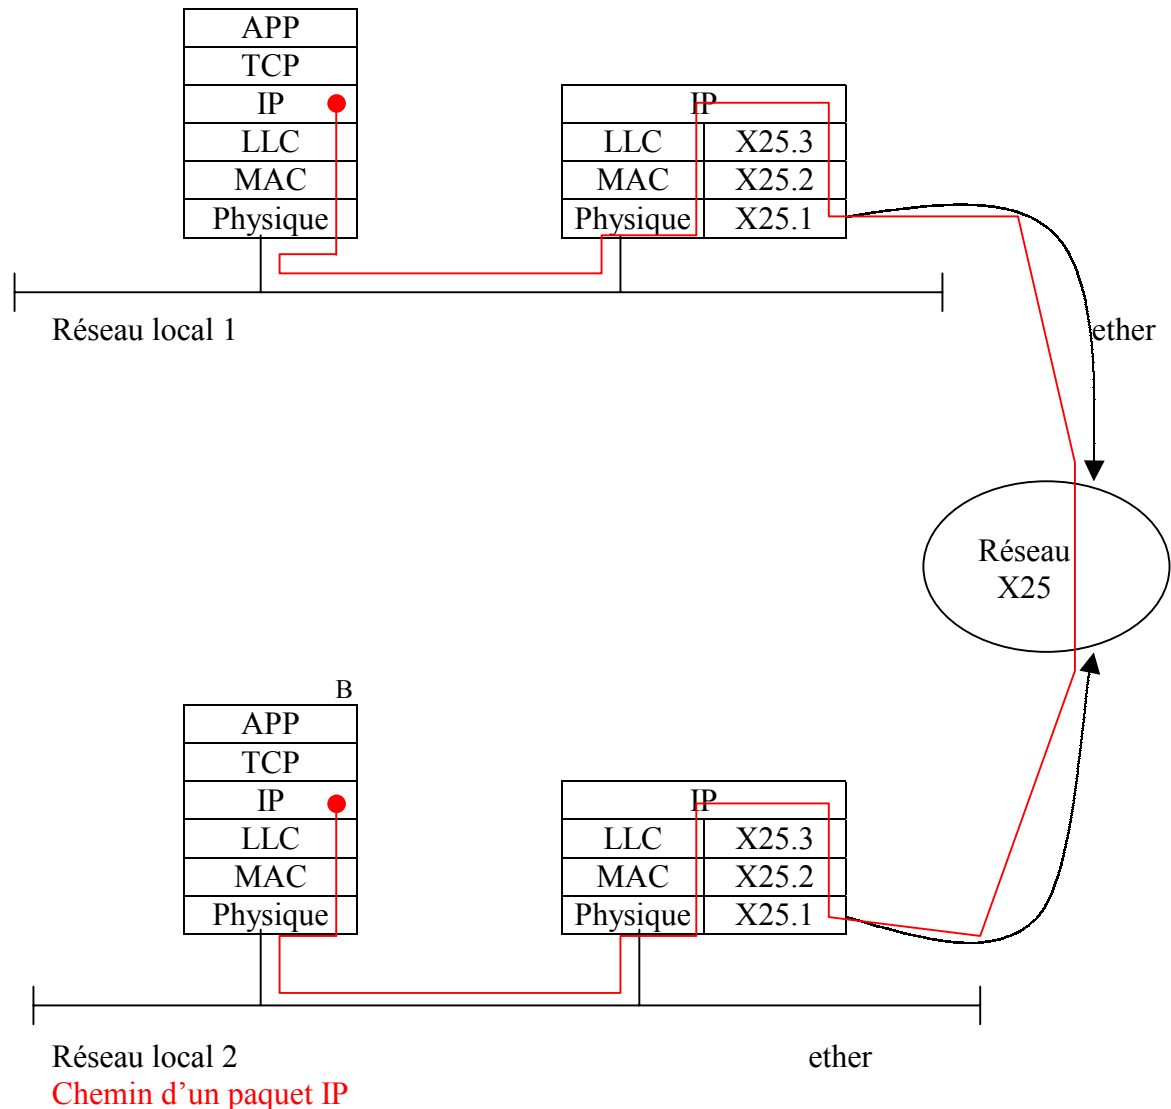 APP
TCP
IP
LLC
MAC
Physique
IP
LLC X25.3
MAC X25.2
Physique X25.1
Réseau local 1
ether
Réseau
X25
B
APP
TCP
IP
LLC
MAC
Physique
IP
LLC X25.3
MAC X25.2
Physique X25.1
Réseau local 2
ether
Chemin d’un paquet IP